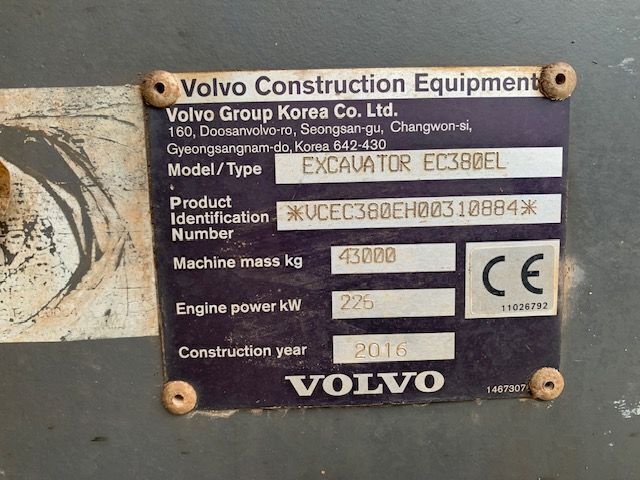 Volvo Construction Equipment
Volvo Group Korea Co. Ltd.
160, Doosanvolvo-ro, Seongsan-gu, Changwon-si,
Gyeongsangnam-do, Korea 642-430
Model/Type EXCAVATOR EC380EL
Product
Identification *VCEC380EH00310884*
Number
Machine mass kg 43000
CE
11026792
Engine power kW 226
Construction year 2016
VOLVO